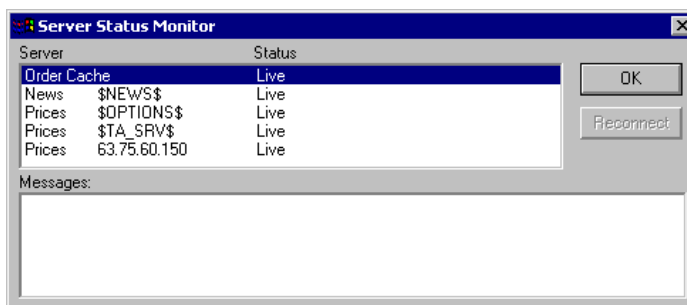 Server Status Monitor
Server Status
Order Cache Live
News $NEWS$ Live
Prices $OPTIONS$ Live
Prices $TA_SRV$ Live
Prices 63.75.60.150 Live
OK
Reconnect
Messages: